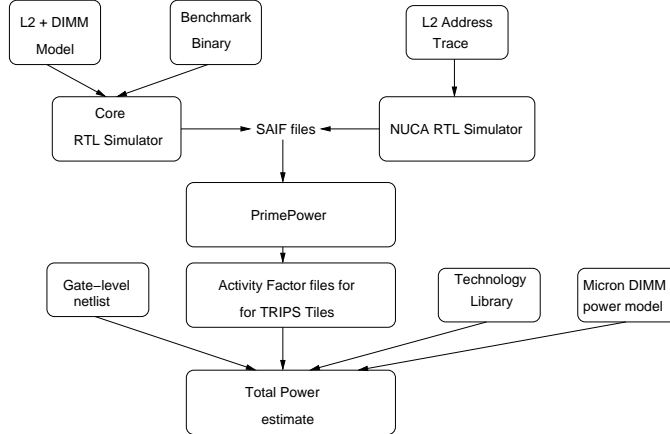 L2 + DIMM
Model
Benchmark
Binary
L2 Address
Trace
Core
RTL Simulator
SAIF files
NUCA RTL Simulator
PrimePower
Gate−level
netlist
Activity Factor files for
for TRIPS Tiles
Technology
Library
Micron DIMM
power model
Total Power
estimate